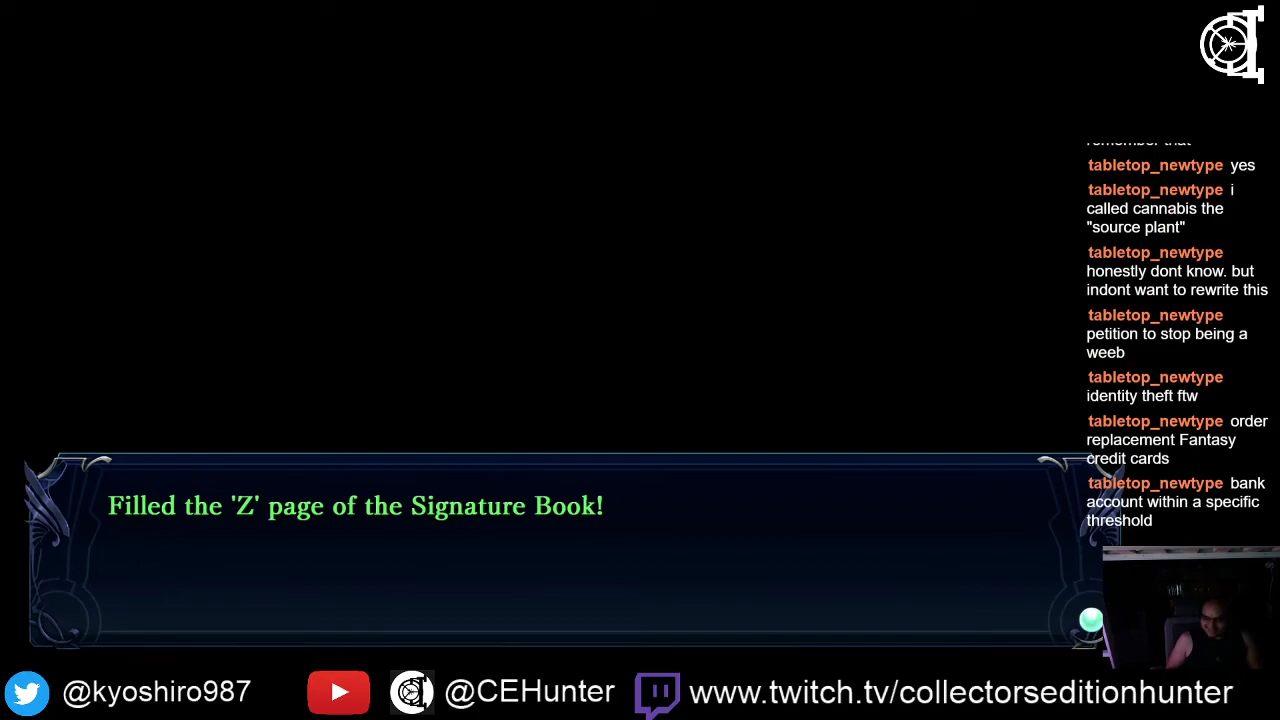 tabletop_newtype yes
tabletop_newtype i
called cannabis the
"source plant"
tabletop_newtype
honestly dont know. but
indont want to rewrite this
tabletop_newtype
petition to stop being a
weeb
tabletop_newtype
identity theft ftw
tabletop_newtype order
replacement Fantasy
credit cards
tabletop_newtype bank
account within a specific
threshold
Filled the 'Z' page of the Signature Book!
@kyoshiro987
@CEHunter
www.twitch.tv/collectorseditionhunter